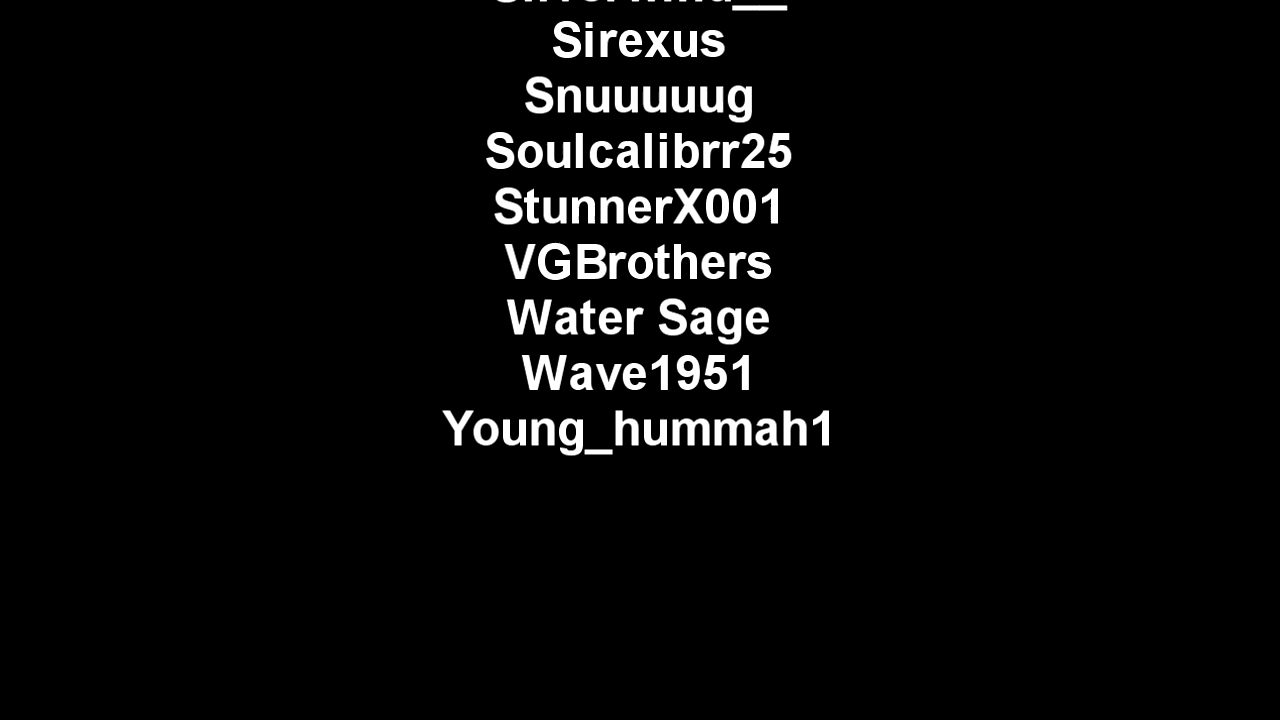 Sirexus
Snuuuuug
Soulcalibrr25
StunnerX001
VGBrothers
Water Sage
Wave1951
Young_hummah1